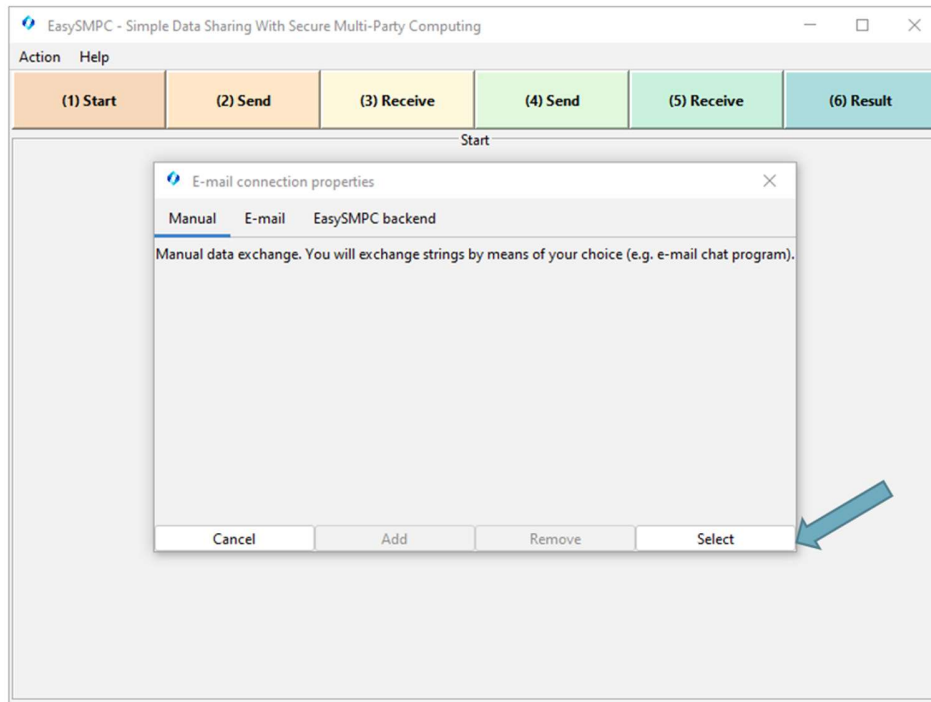 EasySMPC - Simple Data Sharing With Secure Multi-Party Computing
Action Help
(1) Start (2) Send (3) Receive (4) Send (5) Receive (6) Result
Start
E-mail connection properties
Manual E-mail EasySMPC backend
Manual data exchange. You will exchange strings by means of your choice (e.g. e-mail chat program).
Cancel Add Remove Select